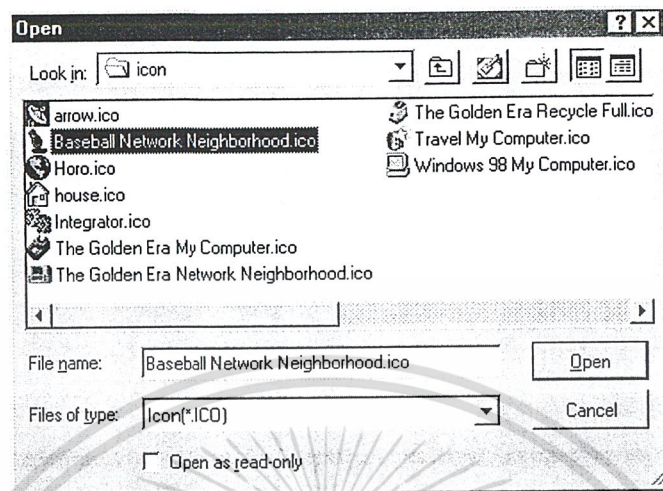 Open
Look in: icon
arrow.ico
Baseball Network Neighborhood.ico
Horo.ico
house.ico
Integrator.ico
The Golden Era My Computer.ico
The Golden Era Network Neighborhood.ico
The Golden Era Recycle Full.ico
Travel My Computer.ico
Windows 98 My Computer.ico
File name: Baseball Network Neighborhood.ico
Open
Files of type: Icon(*.ICO)
Cancel
Open as read-only